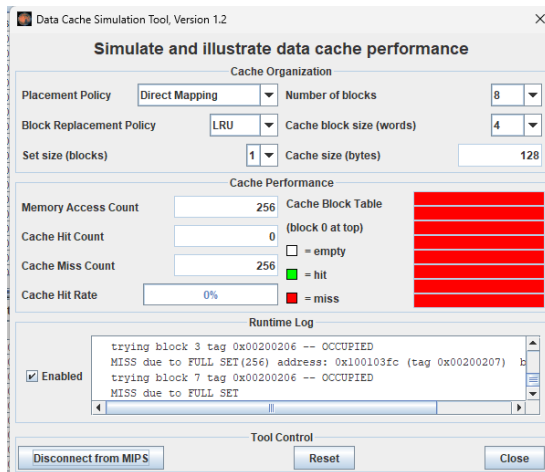 Data Cache Simulation Tool, Version 1.2
Simulate and illustrate data cache performance
Cache Organization
Placement Policy Direct Mapping Number of blocks 8
Block Replacement Policy LRU Cache block size (words) 4
Set size (blocks) 1 Cache size (bytes) 128
Cache Performance
Memory Access Count 256 Cache Block Table
(block 0 at top)
Cache Hit Count 0
= empty
Cache Miss Count 256
= hit
Cache Hit Rate 0%
= miss
Runtime Log
Enabled
trying block 3 tag 0x00200206 -- OCCUPIED
MISS due to FULL SET(256) address: 0x100103fc (tag 0x00200207) b
trying block 7 tag 0x00200206 -- OCCUPIED
MISS due to FULL SET
Tool Control
Disconnect from MIPS Reset Close